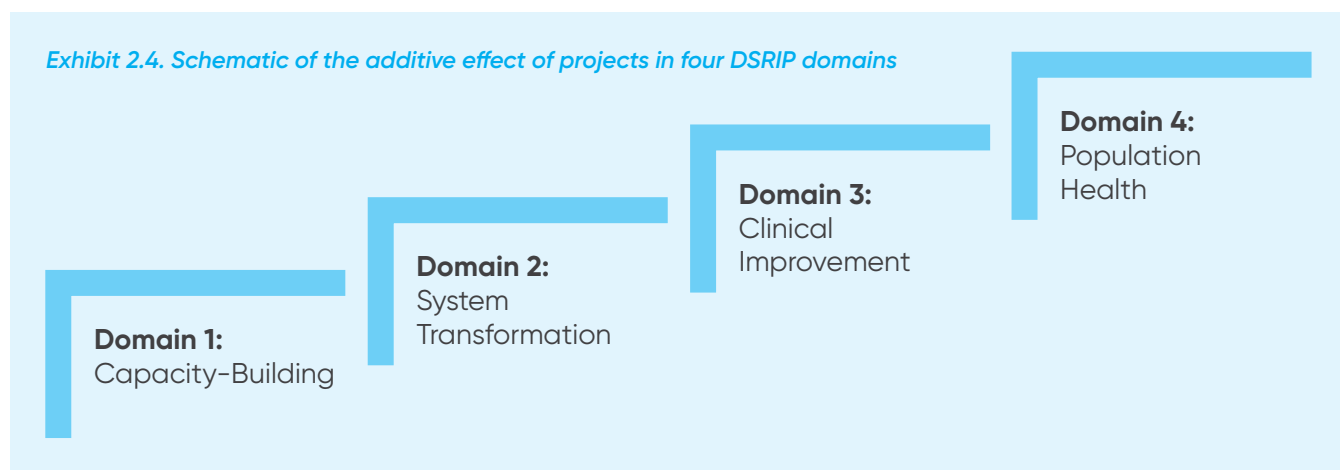 Exhibit 2.4. Schematic of the additive effect of projects in four DSRIP domains
Domain 1:
Capacity-Building
Domain 2:
System
Transformation
Domain 3:
Clinical
Improvement
Domain 4:
Population
Health